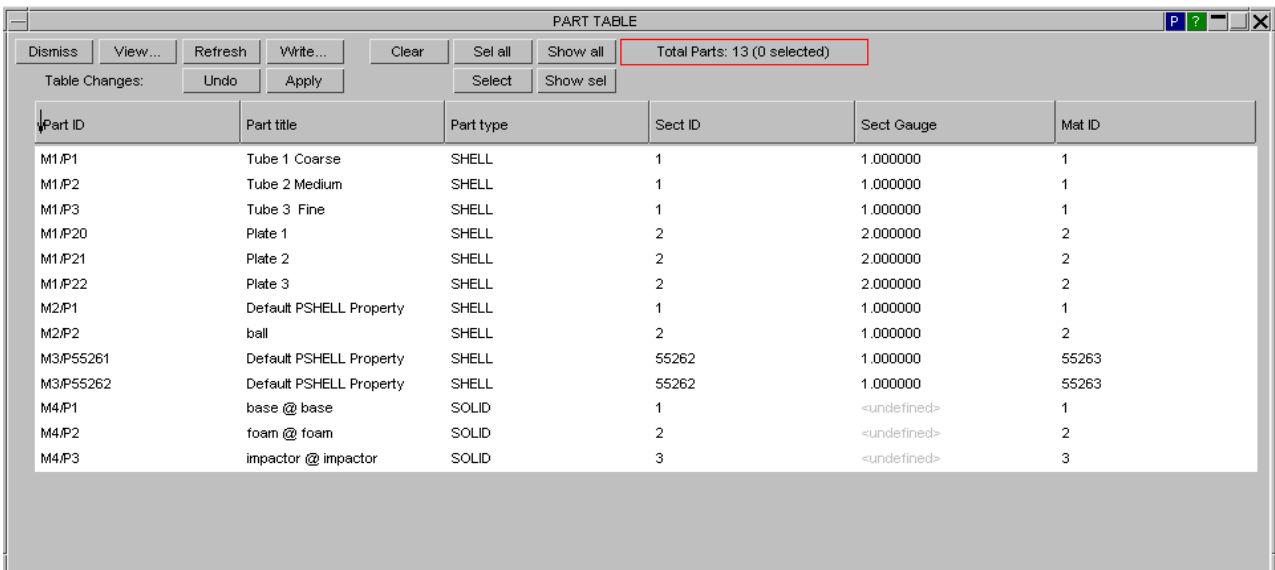 PART TABLE P ?
Dismiss View... Refresh Write... Clear Sel all Show all Total Parts: 13 (0 selected)
Table Changes: Undo Apply Select Show sel
Part ID Part title Part type Sect ID Sect Gauge Mat ID
M1/P1 Tube 1 Coarse SHELL 1 1.000000 1
M1/P2 Tube 2 Medium SHELL 1 1.000000 1
M1/P3 Tube 3 Fine SHELL 1 1.000000 1
M1/P20 Plate 1 SHELL 2 2.000000 2
M1/P21 Plate 2 SHELL 2 2.000000 2
M1/P22 Plate 3 SHELL 2 2.000000 2
M2/P1 Default PSHELL Property SHELL 1 1.000000 1
M2/P2 ball SHELL 2 1.000000 2
M3/P55261 Default PSHELL Property SHELL 55262 1.000000 55263
M3/P55262 Default PSHELL Property SHELL 55262 1.000000 55263
M4/P1 base @ base SOLID 1 <undefined> 1
M4/P2 foam @ foam SOLID 2 <undefined> 2
M4/P3 impactor @ impactor SOLID 3 <undefined> 3